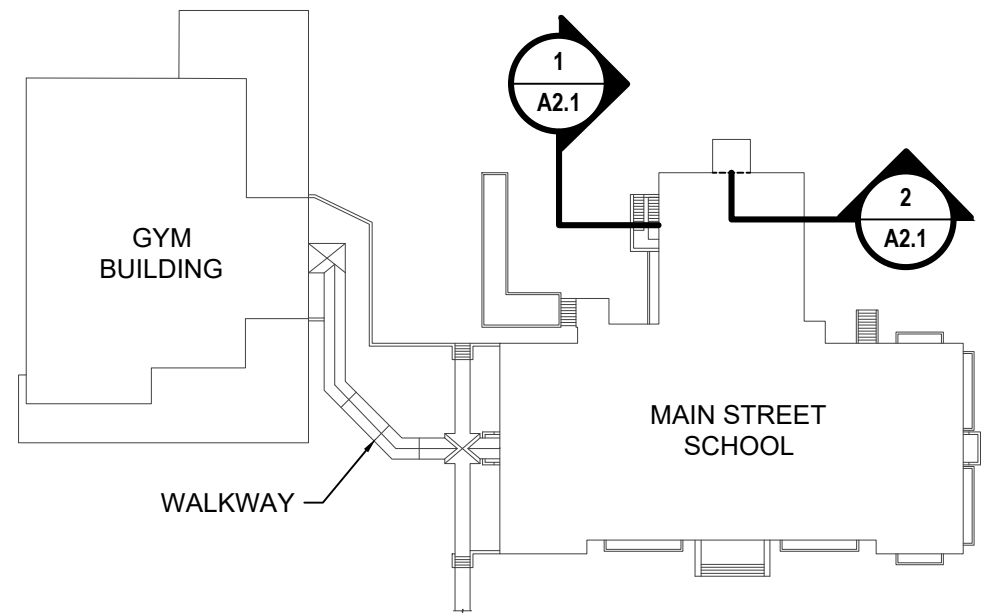 1
A2.1
2
A2.1
GYM
BUILDING
MAIN STREET
SCHOOL
WALKWAY